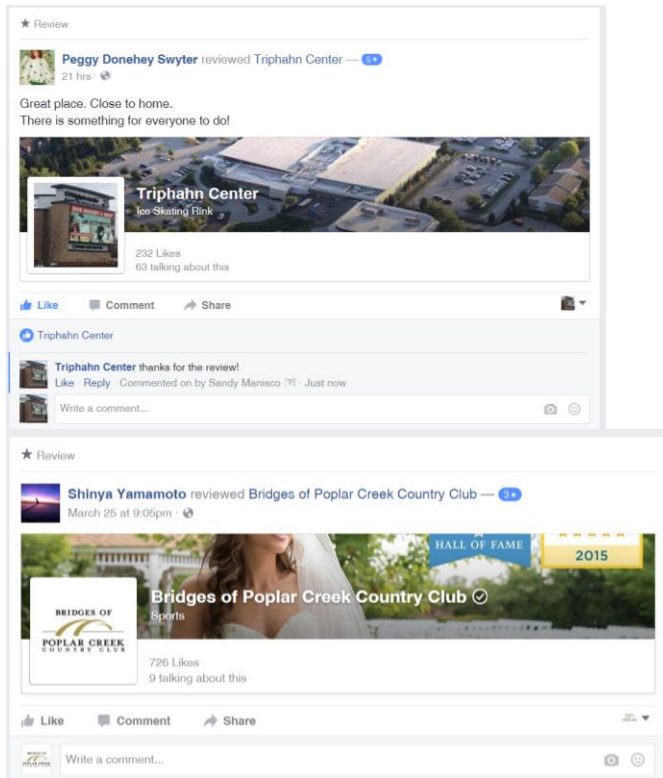 ★ Review
Peggy Donehey Swyter reviewed Triphahn Center — 5★
21 hrs ·
Great place. Close to home.
There is something for everyone to do!
Triphahn Center
Ice Skating Rink
232 Likes
63 talking about this
Like Comment Share
Triphahn Center
Triphahn Center thanks for the review!
Like · Reply · Commented on by Sandy Manisco [?] · Just now
Write a comment...
★ Review
Shinya Yamamoto reviewed Bridges of Poplar Creek Country Club — 3★
March 25 at 9:05pm ·
HALL OF FAME
2015
Bridges of Poplar Creek Country Club
Sports
BRIDGES OF
POPLAR CREEK
COUNTRY CLUB
726 Likes
9 talking about this
Like Comment Share
Write a comment...